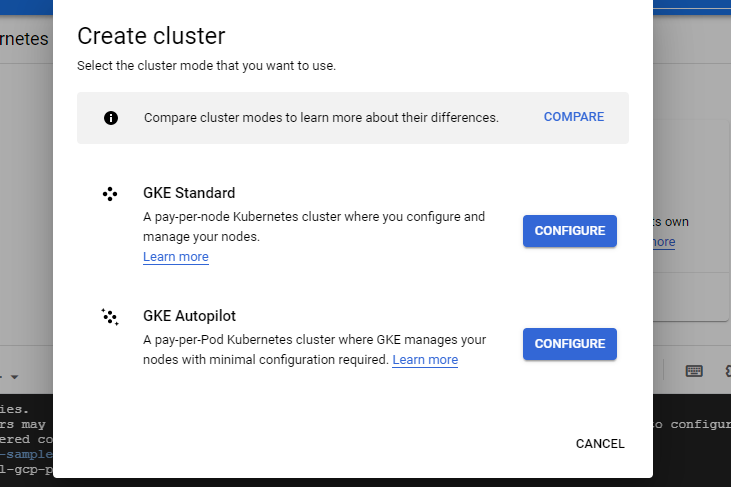 Create cluster
rnetes
Select the cluster mode that you want to use.
Compare cluster modes to learn more about their differences.
COMPARE
GKE Standard
A pay-per-node Kubernetes cluster where you configure and
manage your nodes.
Learn more
CONFIGURE
ts own
nore
GKE Autopilot
A pay-per-Pod Kubernetes cluster where GKE manages your
nodes with minimal configuration required. Learn more
CONFIGURE
CANCEL
ies.
rs may
o configur
ered co
-sample
l-gcp-p